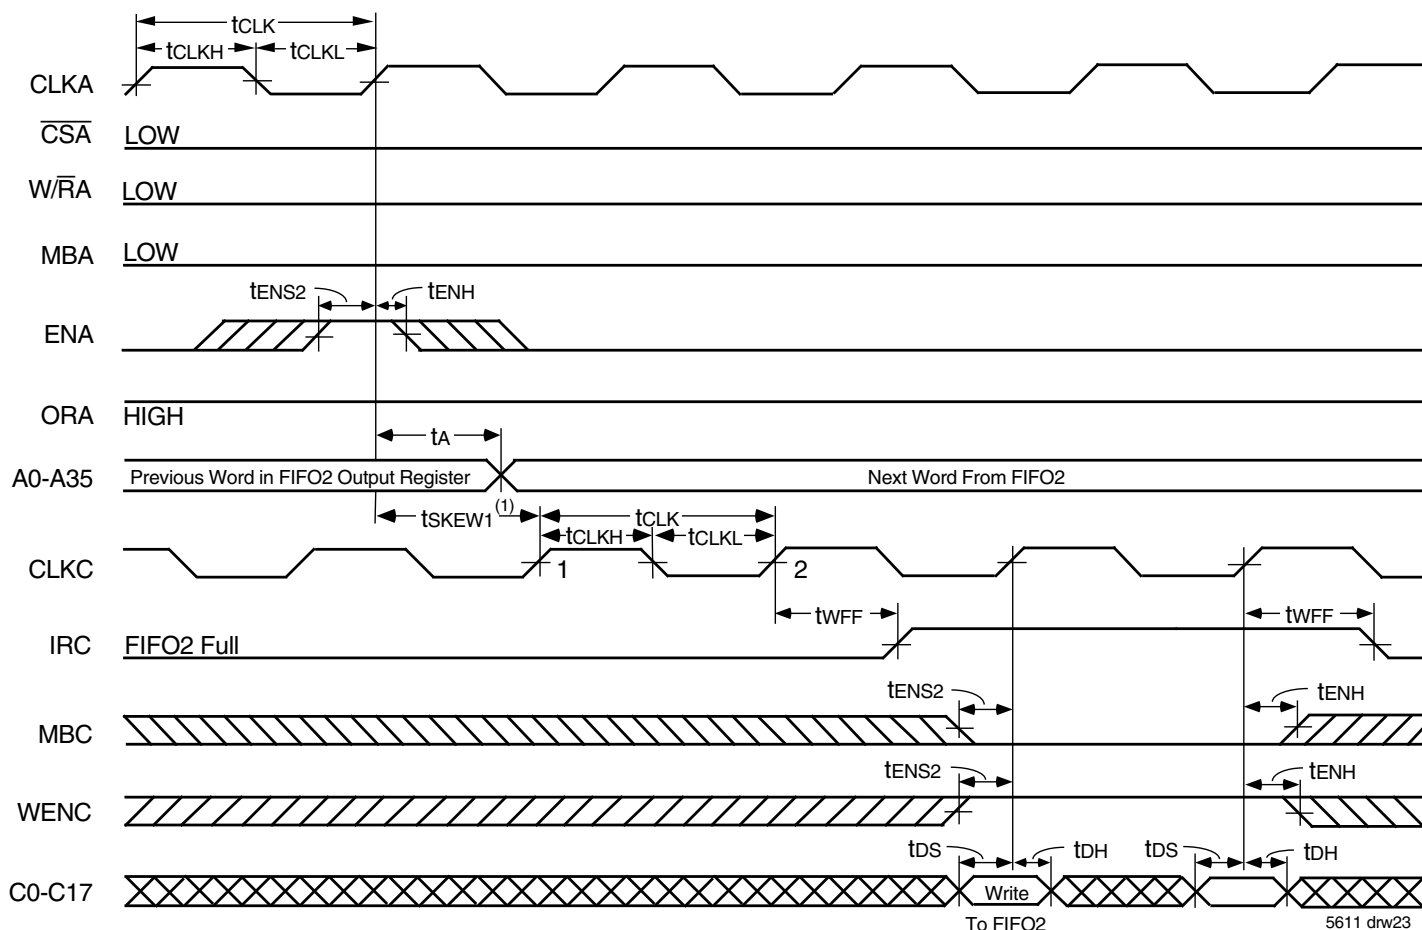 tCLK
tCLKH tCLKL
CLKA
CSA LOW
W/RA LOW
MBA LOW
tENS2 tENH
ENA
ORA HIGH
tA
A0-A35 Previous Word in FIFO2 Output Register Next Word From FIFO2
tSKEW1 (1) tCLK
tCLKH tCLKL
CLKC 1 2
tWFF tWFF
IRC FIFO2 Full
tENS2 tENH
MBC
tENS2 tENH
WENC
tDS tDH tDS tDH
C0-C17 Write
To FIFO2 5611 drw23